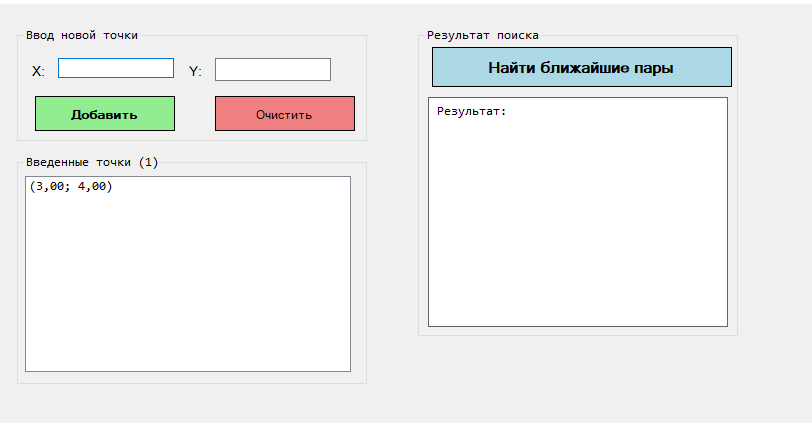 Ввод новой точки
X:
Y:
Добавить
Очистить
Введенные точки (1)
(3,00; 4,00)
Результат поиска
Найти ближайшие пары
Результат: